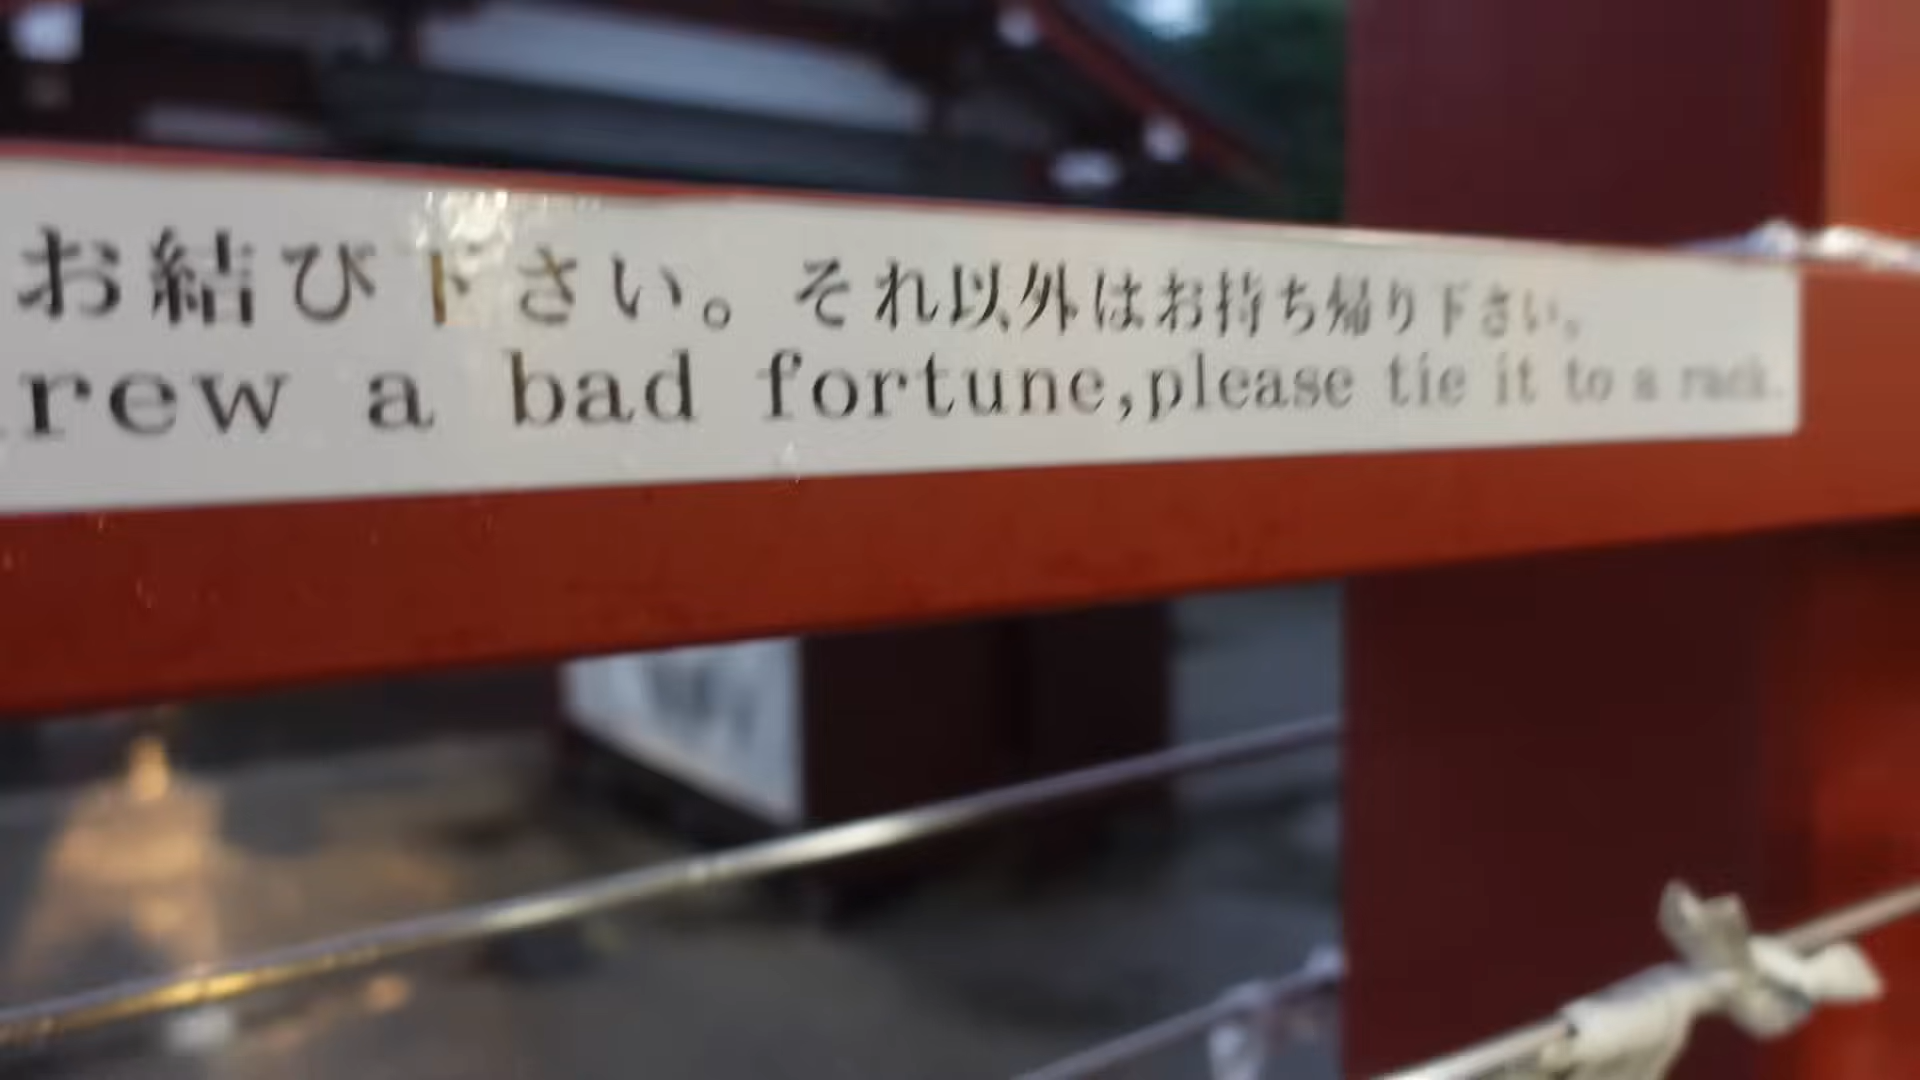 お結び下さい。それ以外はお持ち帰り下さい。
rew a bad fortune,please tie it to a rack.